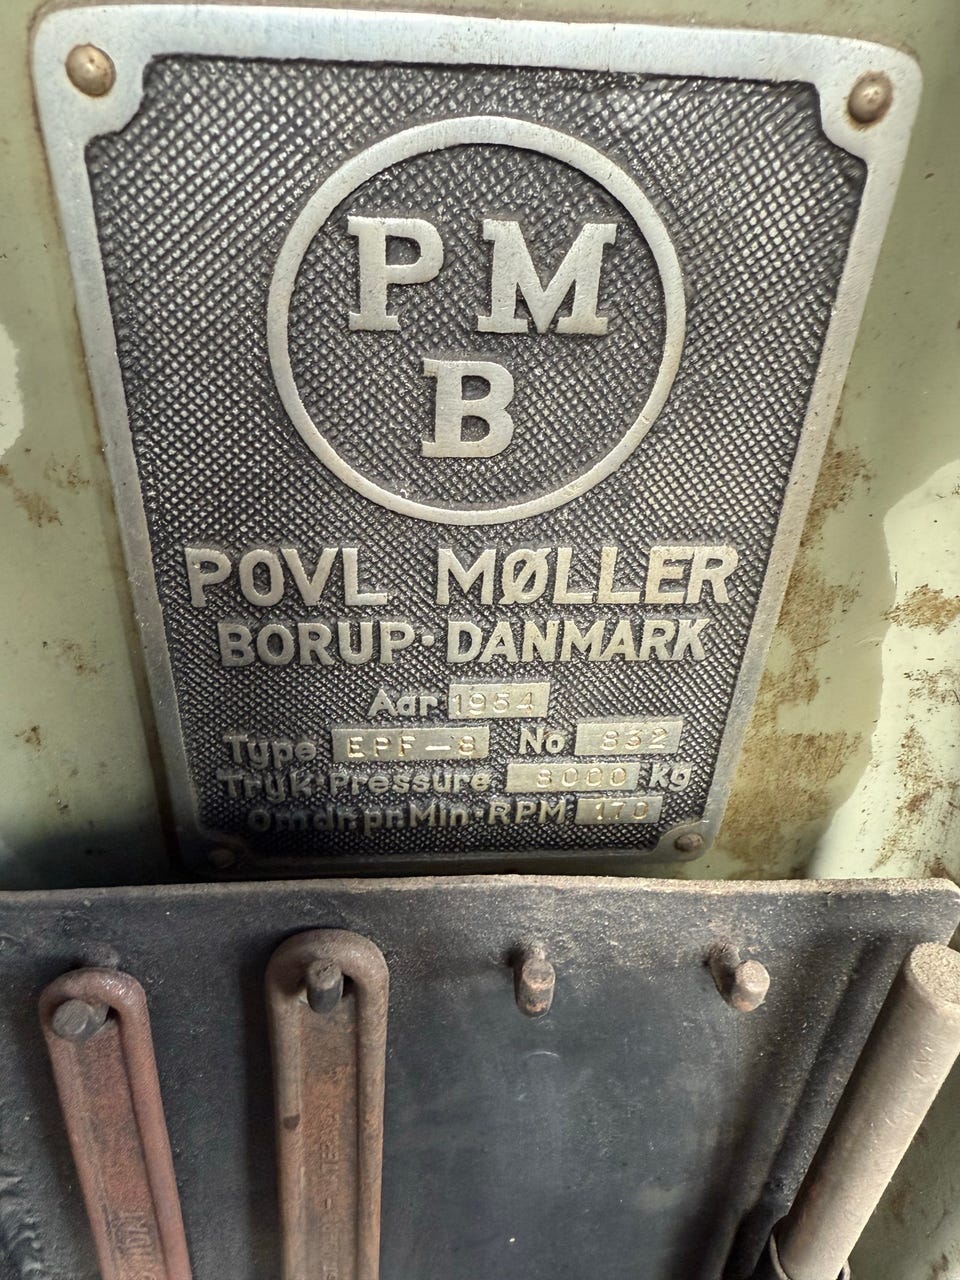 P M
B
POVL MØLLER
BORUP · DANMARK
Aar 1954
Type EPF-8 No 832
Tryk · Pressure 8000 kg
Omdr. pr. Min · RPM 170